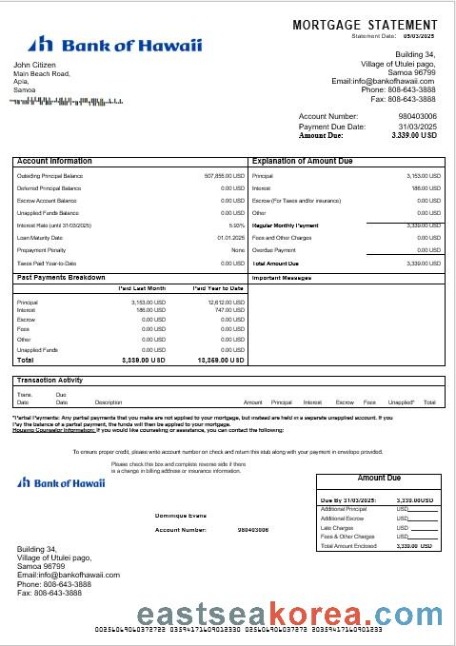 MORTGAGE STATEMENT
Statement Date: 05/03/2025
Bank of Hawaii
John Citizen
Main Beach Road,
Apia,
Samoa
Building 34,
Village of Utulei pago,
Samoa 96799
Email:info@bankofhawaii.com
Phone: 808-643-3888
Fax: 808-643-3888
Account Number: 980403006
Payment Due Date: 31/03/2025
Amount Due: 3,339.00 USD
Account Information
Outstanding Principal Balance 507,855.00 USD
Deferred Principal Balance 0.00 USD
Escrow Account Balance 0.00 USD
Unapplied Funds Balance 0.00 USD
Interest Rate (until 31/03/2025)
Loan Maturity Date 01.01.2025
Prepayment Penalty None
Taxes Paid Year-to-Date 0.00 USD
Explanation of Amount Due
Principal 3,153.00 USD
Interest 186.00 USD
Escrow (For Taxes and/or insurance) 0.00 USD
Other 0.00 USD
Regular Monthly Payment 3,339.00 USD
Fees and Other Charges 0.00 USD
Overdue Payment 0.00 USD
Total Amount Due 3,339.00 USD
Past Payments Breakdown
Paid Last Month Paid Year to Date
Principal 3,153.00 USD 12,612.00 USD
Interest 186.00 USD 747.00 USD
Escrow 0.00 USD 0.00 USD
Fees 0.00 USD 0.00 USD
Other 0.00 USD 0.00 USD
Unapplied Funds 0.00 USD 0.00 USD
Total 3,339.00 USD
Important Messages
Transaction Activity
Trans. Date Due Date Description Amount Principal Interest Escrow Fees Unapplied* Total
*Partial Payments: Any partial payments that you make are not applied to your mortgage, but instead are held in a separate unapplied account. If you
Pay the balance of a partial payment, the funds will then be applied to your mortgage.
Housing Counselor Information: If you would like counseling or assistance, you can contact the following:
To ensure proper credit, please write account number on check and return this stub along with your payment in envelope provided.
Please check this box and complete reverse side if there
is a change in billing address or insurance information.
Bank of Hawaii
Dominique Evans
Account Number: 980403006
Amount Due
Due By 31/03/2025: 3,339.00USD
Additional Principal USD
Additional Escrow USD
Late Charges USD
Fees & Other Charges USD
Total Amount Enclosed 3,339.00 USD
Building 34,
Village of Utulei pago,
Samoa 96799
Email:info@bankofhawaii.com
Phone: 808-643-3888
Fax: 808-643-3888
eastseakorea.com